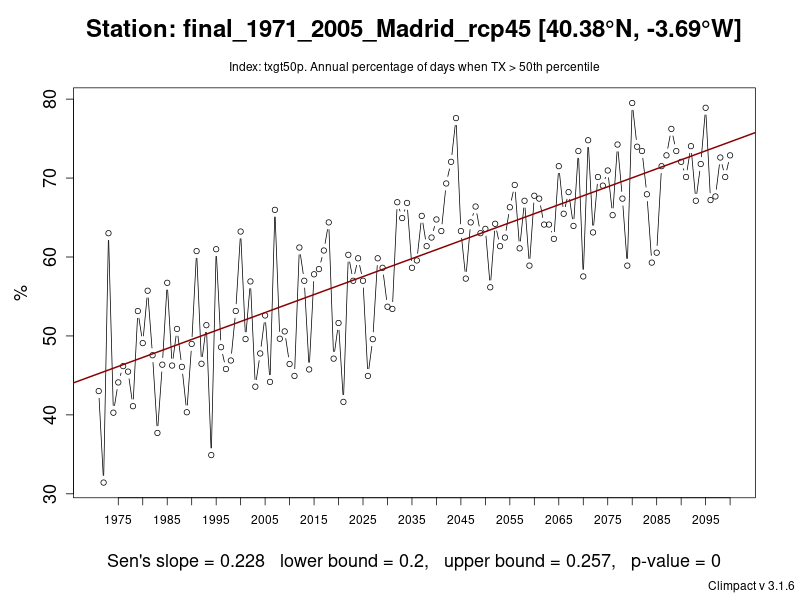 Station: final_1971_2005_Madrid_rcp45 [40.38°N, -3.69°W]
Index: txgt50p. Annual percentage of days when TX > 50th percentile
80
70
60
50
40
30
%
1975 1985 1995 2005 2015 2025 2035 2045 2055 2065 2075 2085 2095
Sen's slope = 0.228 lower bound = 0.2, upper bound = 0.257, p-value = 0
Climpact v 3.1.6